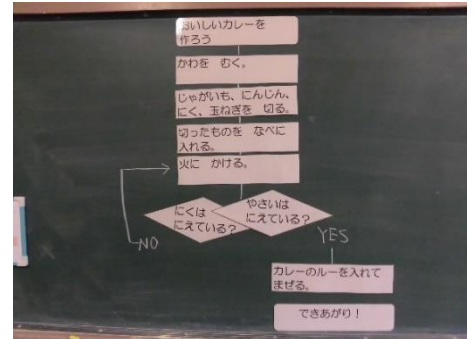 おいしいカレーを
作ろう
かわを むく。
じゃがいも、にんじん、
にく、玉ねぎを 切る。
切ったものを なべに
入れる。
火に かける。
にくは
にえている?
やさいは
にえている?
NO
YES
カレーのルーを入れて
まぜる。
できあがり!